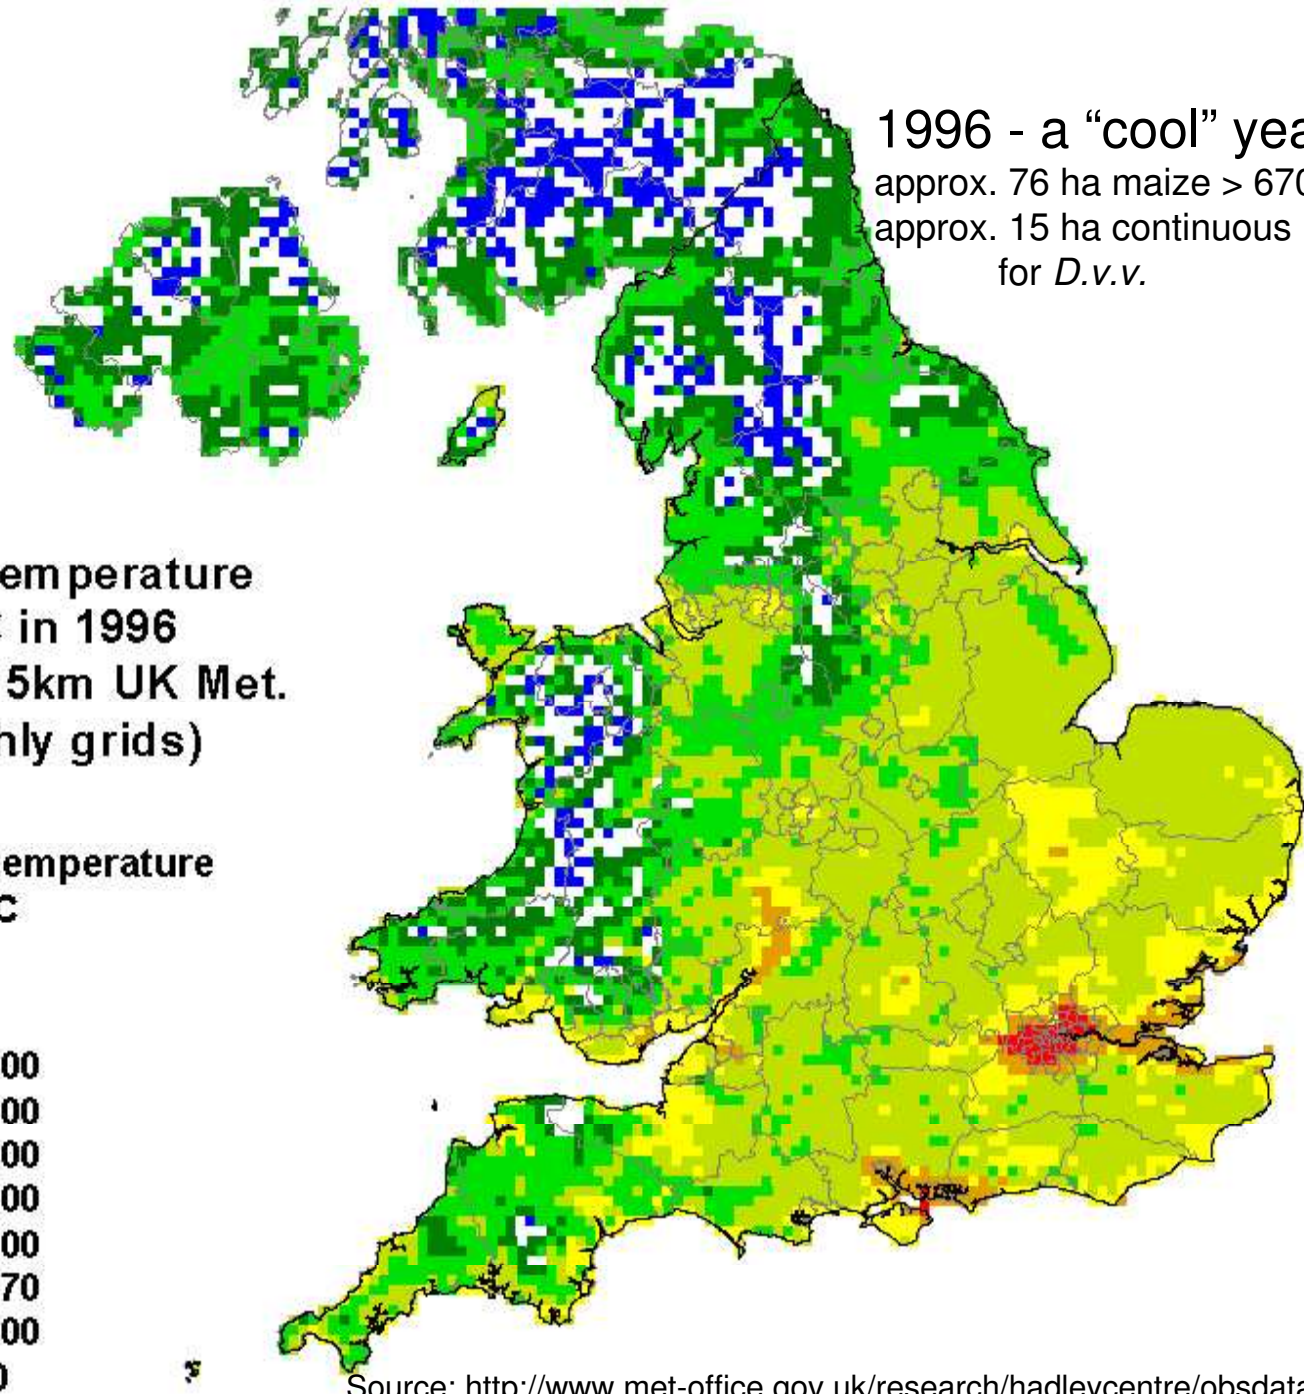 1996 - a “cool” yea
approx. 76 ha maize > 670
approx. 15 ha continuous
for D.v.v.
emperature
in 1996
5km UK Met.
nly grids)
emperature
C
00
00
00
00
00
70
00
0
Source: http://www.met-office.gov.uk/research/hadleycentre/obsdata